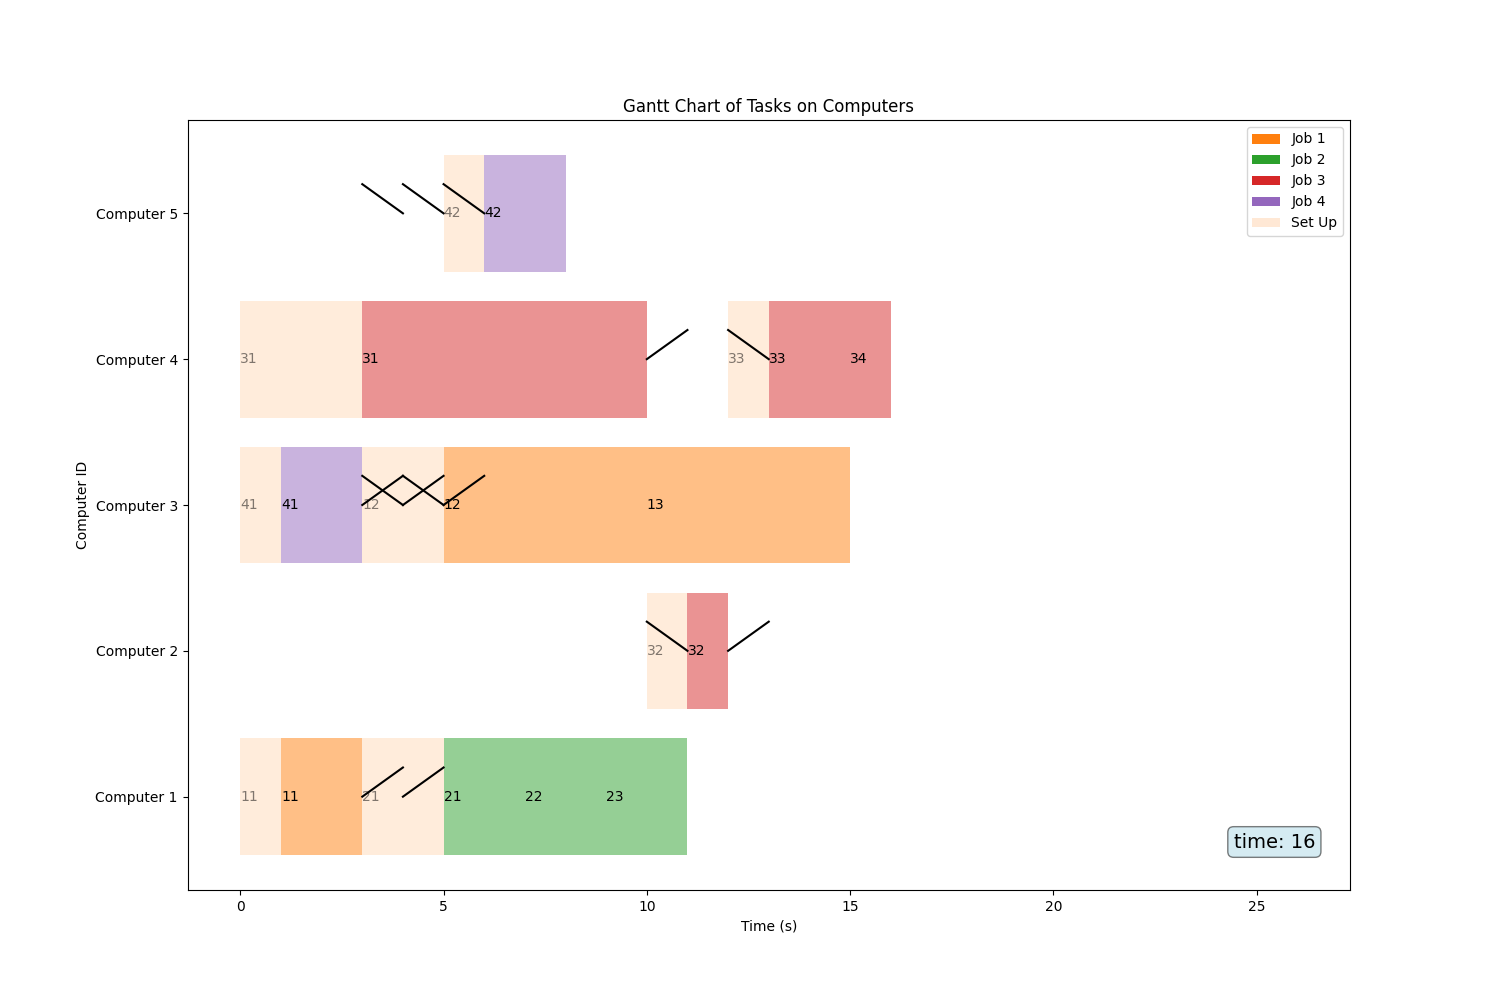 Gantt Chart of Tasks on Computers
Job 1
Job 2
Job 3
Job 4
Set Up
Computer 5
42 42
Computer 4
31 31 33 33 34
Computer 3
41 41 12 12 13
Computer 2
32 32
Computer 1
11 11 21 21 22 23
Computer ID
time: 16
0 5 10 15 20 25
Time (s)